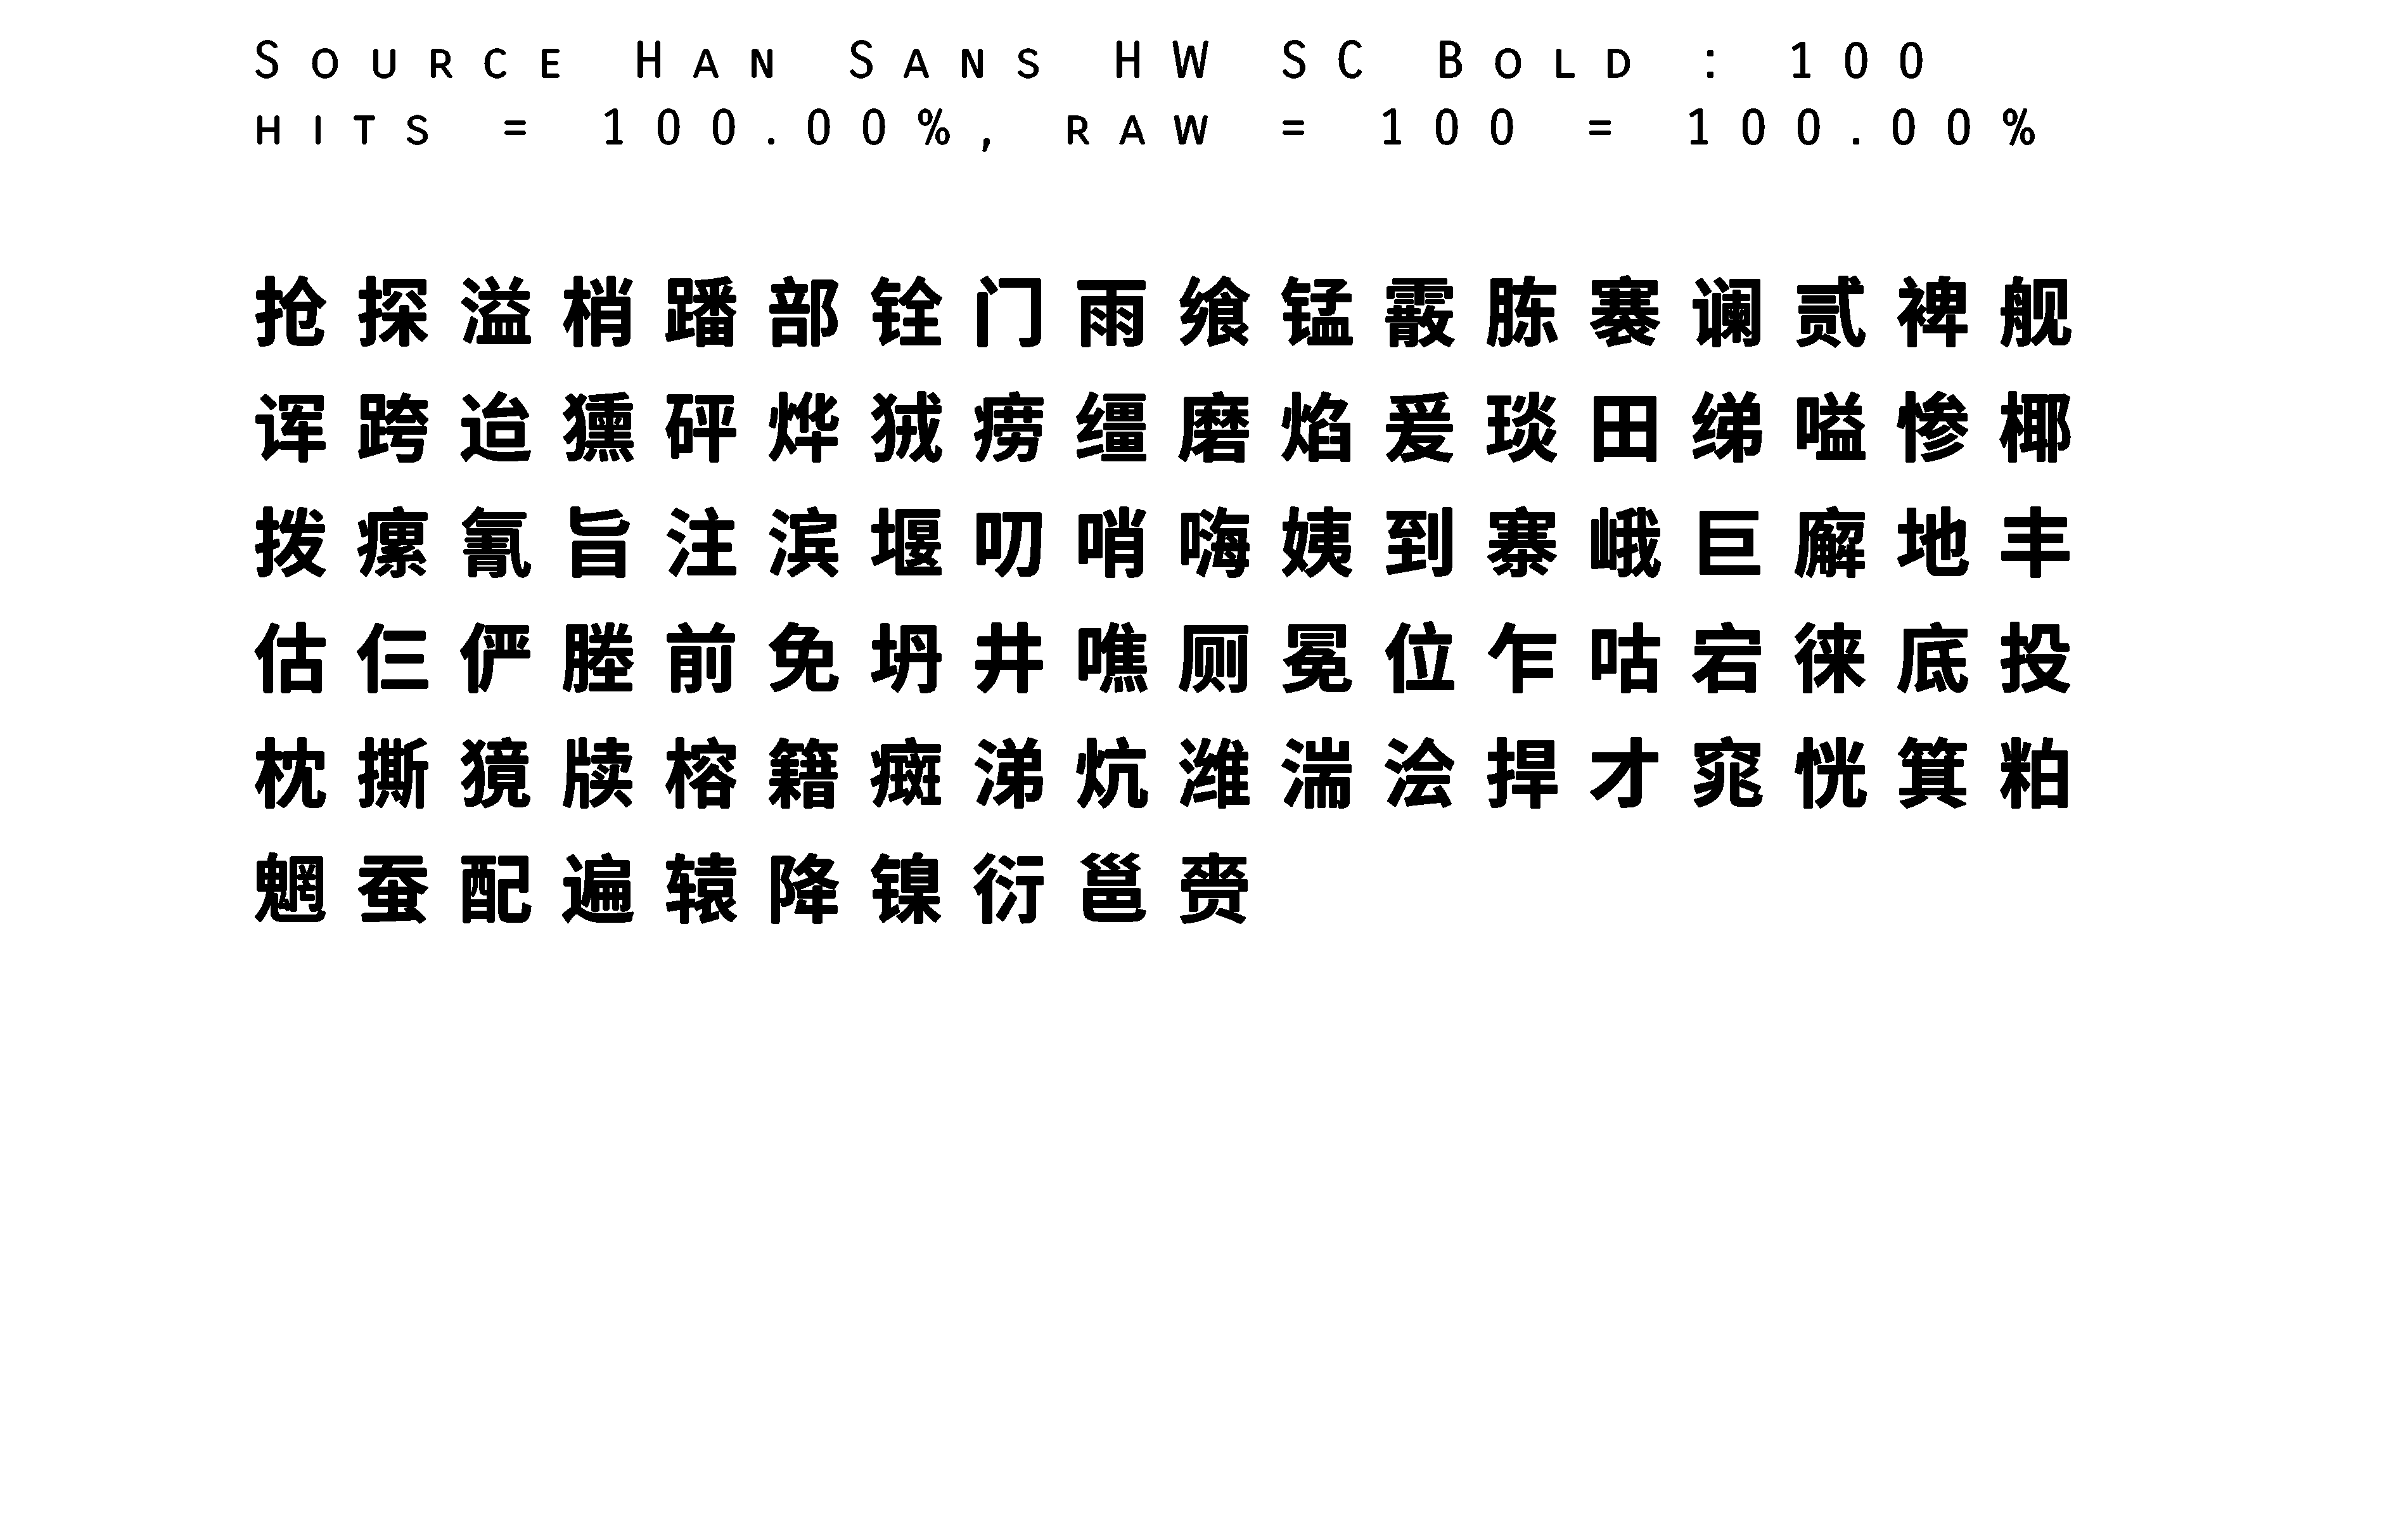 Source Han Sans HW SC Bold : 100
hits = 100.00%, raw = 100 = 100.00%
抢探溢梢蹯部铨门雨飨锰霰胨褰谰贰裨舰
诨跨迨獯砰烨狨痨缰磨焰爰琰田绨嗌惨椰
拨瘰氰旨注滨堰叨哨嗨姨到寨峨巨廨地丰
估仨俨塍前免坍井噍厕冕位乍咕宕徕底投
枕撕獍牍榕籍癍涕炕潍湍浍捍才窕恍箕粕
魍蚕配遍辕降镍衍邕赍